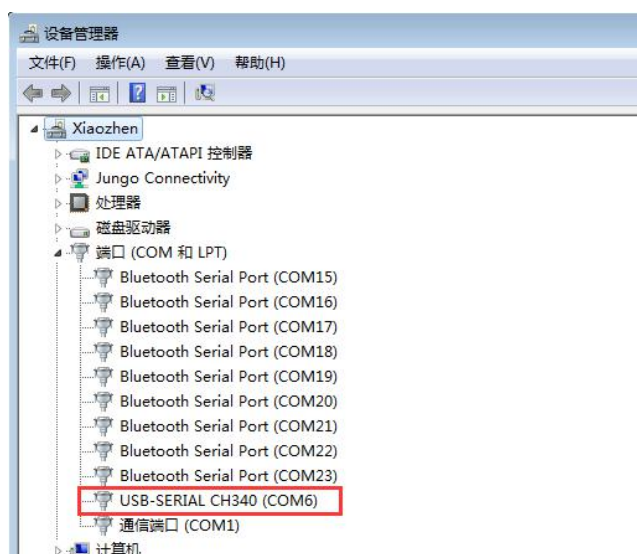 设备管理器
文件(F) 操作(A) 查看(V) 帮助(H)
Xiaozhen
IDE ATA/ATAPI 控制器
Jungo Connectivity
处理器
磁盘驱动器
端口 (COM 和 LPT)
Bluetooth Serial Port (COM15)
Bluetooth Serial Port (COM16)
Bluetooth Serial Port (COM17)
Bluetooth Serial Port (COM18)
Bluetooth Serial Port (COM19)
Bluetooth Serial Port (COM20)
Bluetooth Serial Port (COM21)
Bluetooth Serial Port (COM22)
Bluetooth Serial Port (COM23)
USB-SERIAL CH340 (COM6)
通信端口 (COM1)
计算机